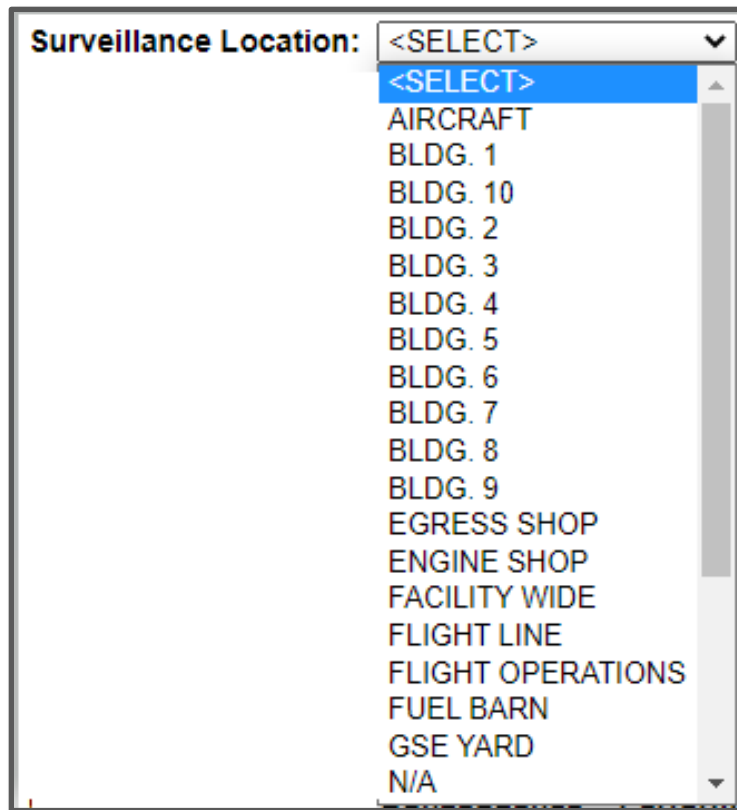 Surveillance Location: <SELECT>
<SELECT>
AIRCRAFT
BLDG. 1
BLDG. 10
BLDG. 2
BLDG. 3
BLDG. 4
BLDG. 5
BLDG. 6
BLDG. 7
BLDG. 8
BLDG. 9
EGRESS SHOP
ENGINE SHOP
FACILITY WIDE
FLIGHT LINE
FLIGHT OPERATIONS
FUEL BARN
GSE YARD
N/A